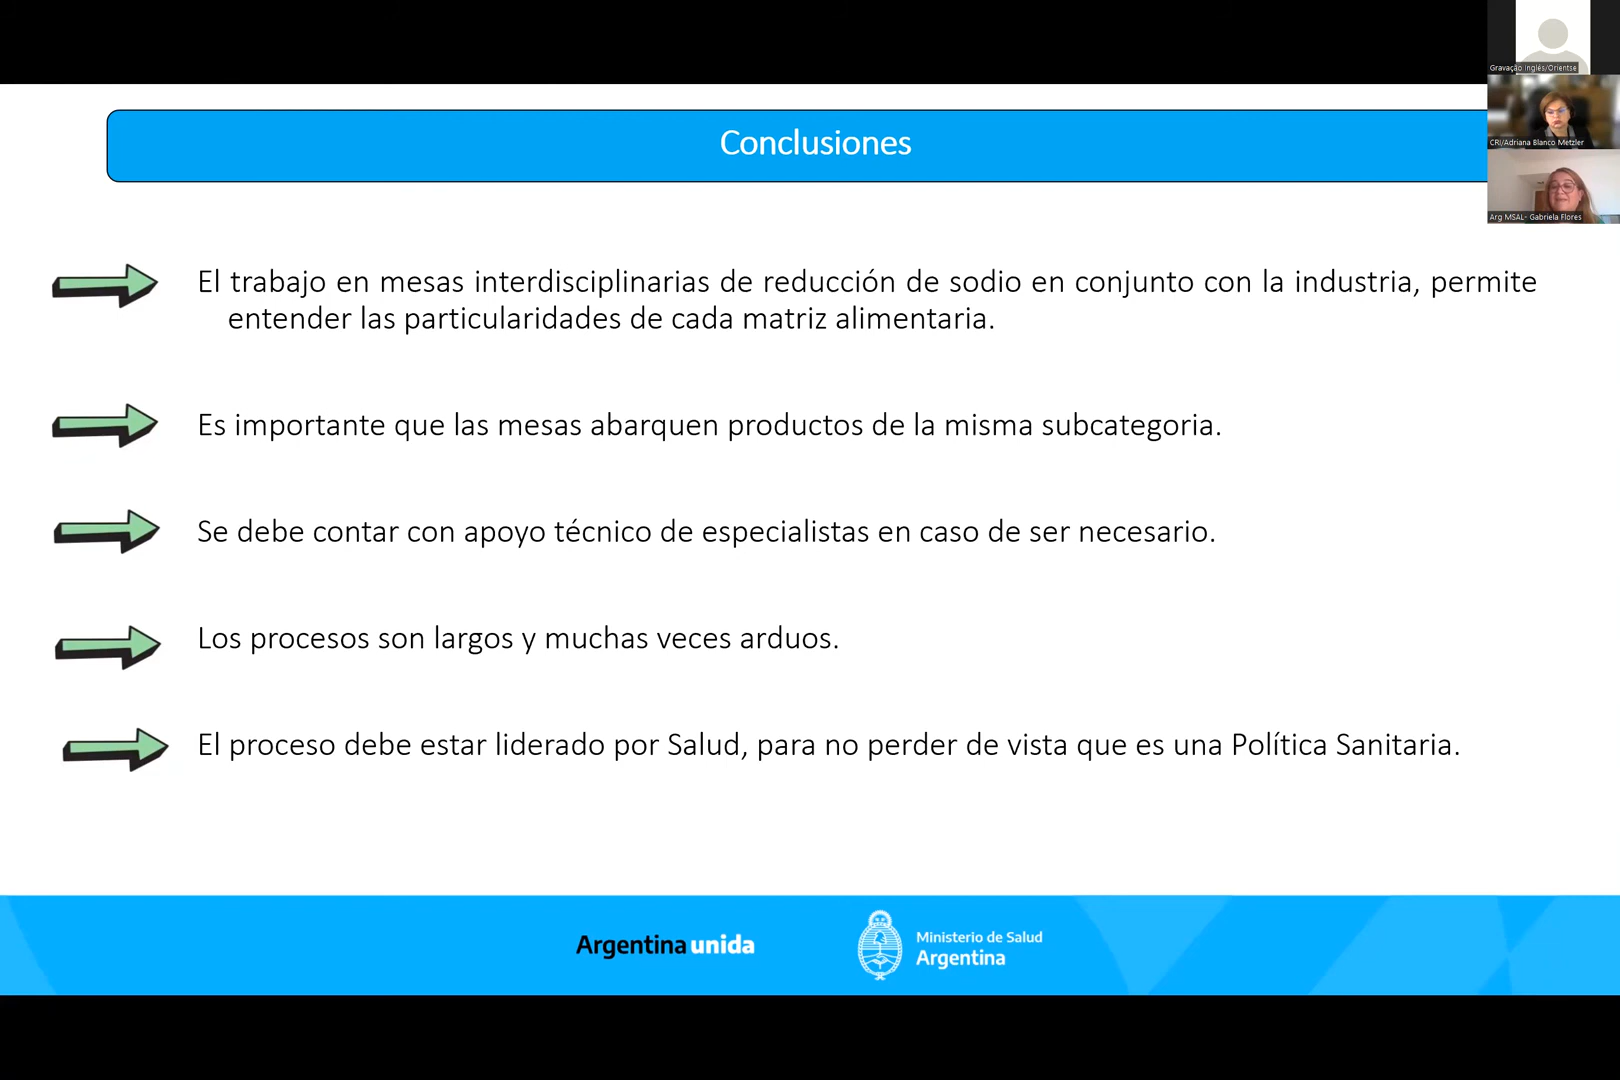 Conclusiones
El trabajo en mesas interdisciplinarias de reducción de sodio en conjunto con la industria, permite
entender las particularidades de cada matriz alimentaria.
Es importante que las mesas abarquen productos de la misma subcategoria.
Se debe contar con apoyo técnico de especialistas en caso de ser necesario.
Los procesos son largos y muchas veces arduos.
El proceso debe estar liderado por Salud, para no perder de vista que es una Política Sanitaria.
Argentina unida
Ministerio de Salud
Argentina
Gravação Inglés/Orientse
CRI/Adriana Blanco Metzler
Arg MSAL- Gabriela Flores